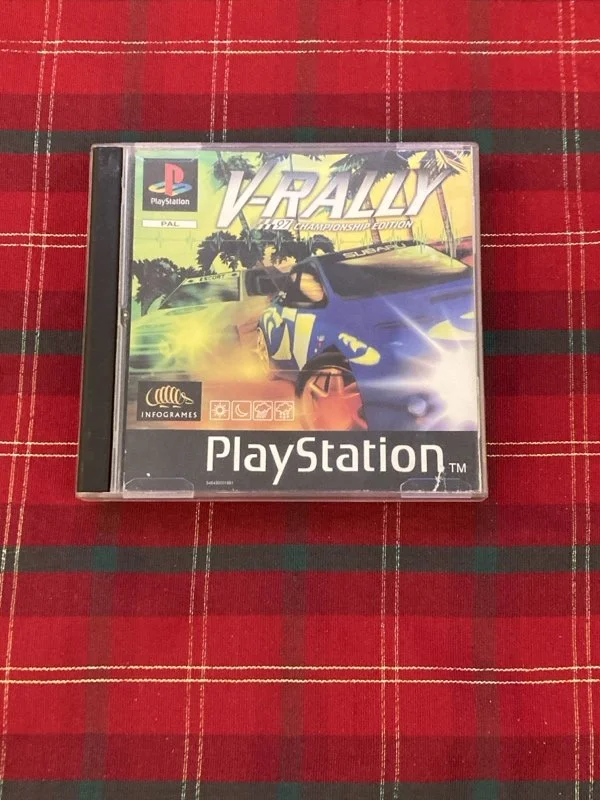 PlayStation
PAL
V-RALLY
97 CHAMPIONSHIP EDITION
SUBARU
INFOGRAMES
PlayStation™